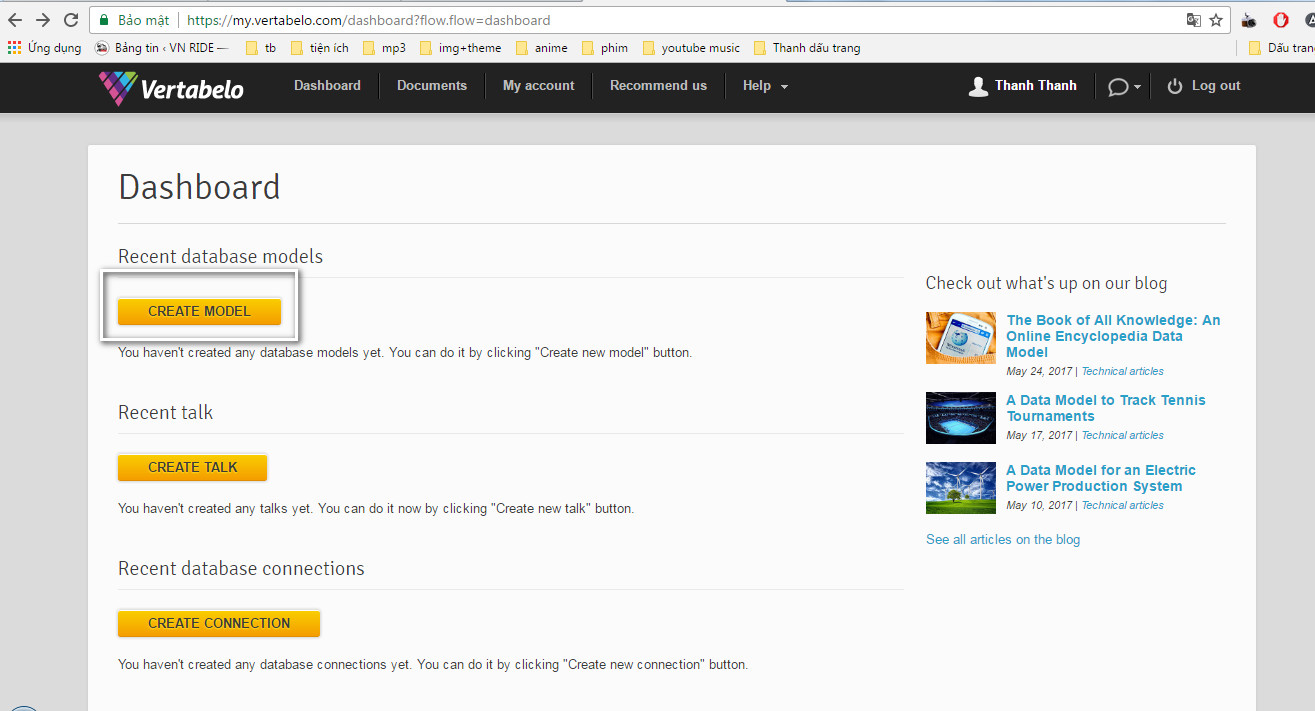 Bảo mật https://my.vertabelo.com/dashboard?flow.flow=dashboard
Ứng dụng Bảng tin ‹ VN RIDE — tb tiện ích mp3 img+theme anime phim youtube music Thanh dấu trang
Vertabelo Dashboard Documents My account Recommend us Help Thanh Thanh Log out
Dashboard
Recent database models
CREATE MODEL
You haven't created any database models yet. You can do it by clicking "Create new model" button.
Recent talk
CREATE TALK
You haven't created any talks yet. You can do it now by clicking "Create new talk" button.
Recent database connections
CREATE CONNECTION
You haven't created any database connections yet. You can do it by clicking "Create new connection" button.
Check out what's up on our blog
The Book of All Knowledge: An
Online Encyclopedia Data
Model
May 24, 2017 | Technical articles
A Data Model to Track Tennis
Tournaments
May 17, 2017 | Technical articles
A Data Model for an Electric
Power Production System
May 10, 2017 | Technical articles
See all articles on the blog